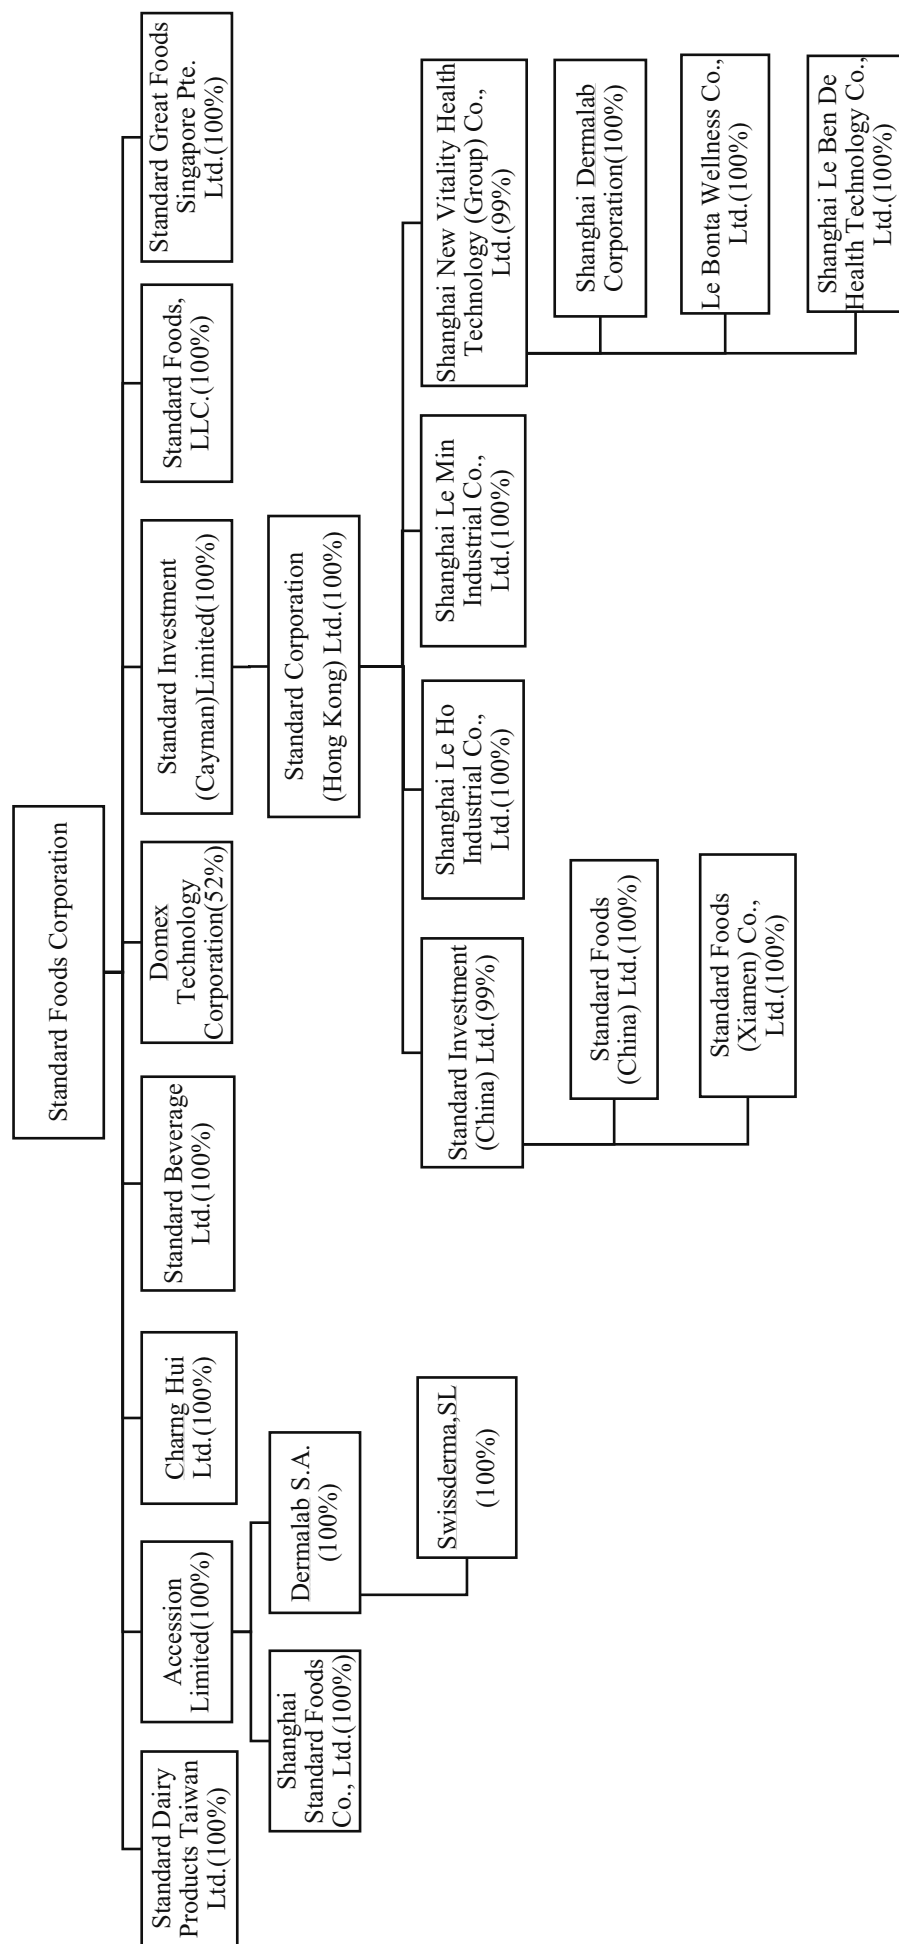 Standard Foods Corporation
Standard Dairy
Products Taiwan
Ltd.(100%)
Accession
Limited(100%)
Charng Hui
Ltd.(100%)
Standard Beverage
Ltd.(100%)
Domex
Technology
Corporation(52%)
Standard Investment
(Cayman)Limited(100%)
Standard Foods,
LLC.(100%)
Standard Great Foods
Singapore Pte.
Ltd.(100%)
Shanghai
Standard Foods
Co., Ltd.(100%)
Dermalab S.A.
(100%)
Standard Corporation
(Hong Kong) Ltd.(100%)
Swissderma,SL
(100%)
Standard Investment
(China) Ltd.(99%)
Shanghai Le Ho
Industrial Co.,
Ltd.(100%)
Shanghai Le Min
Industrial Co.,
Ltd.(100%)
Shanghai New Vitality Health
Technology (Group) Co.,
Ltd.(99%)
Standard Foods
(China) Ltd.(100%)
Shanghai Dermalab
Corporation(100%)
Standard Foods
(Xiamen) Co.,
Ltd.(100%)
Le Bonta Wellness Co.,
Ltd.(100%)
Shanghai Le Ben De
Health Technology Co.,
Ltd.(100%)